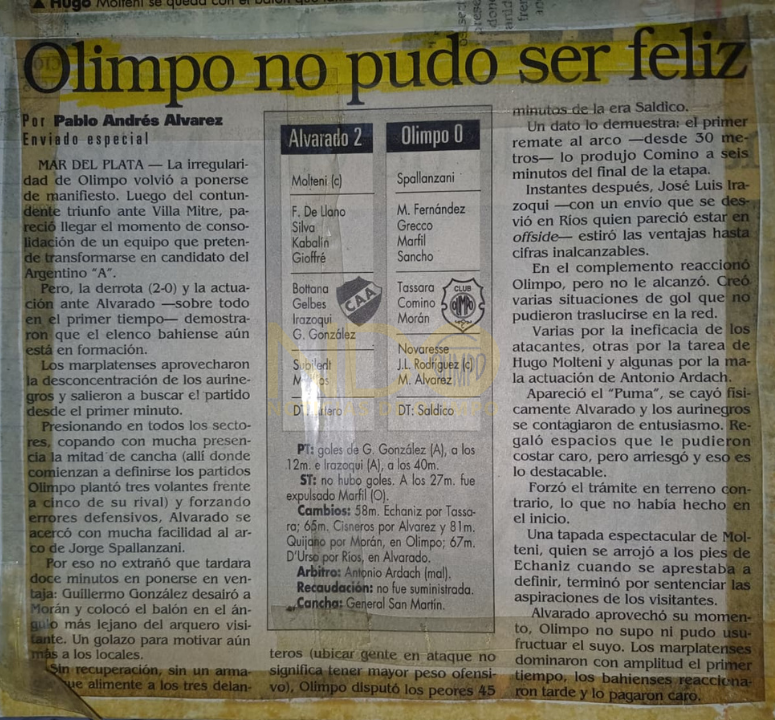 ▲ Hugo Molteni se queda con el balón que
Olimpo no pudo ser feliz
Por Pablo Andrés Alvarez
Enviado especial
MAR DEL PLATA — La irregulari-
dad de Olimpo volvió a ponerse
de manifiesto. Luego del contun-
dente triunfo ante Villa Mitre, pa-
reció llegar el momento de conso-
lidación de un equipo que preten-
de transformarse en candidato del
Argentino "A".
Pero, la derrota (2-0) y la actua-
ción ante Alvarado —sobre todo
en el primer tiempo— demostra-
ron que el elenco bahiense aún
está en formación.
Los marplatenses aprovecharon
la desconcentración de los aurine-
gros y salieron a buscar el partido
desde el primer minuto.
Presionando en todos los secto-
res, copando con mucha presen-
cia la mitad de cancha (allí donde
comienzan a definirse los partidos
Olimpo plantó tres volantes frente
a cinco de su rival) y forzando
errores defensivos, Alvarado se
acercó con mucha facilidad al ar-
co de Jorge Spallanzani.
Por eso no extrañó que tardara
doce minutos en ponerse en ven-
taja: Guillermo González desairó a
Morán y colocó el balón en el án-
gulo más lejano del arquero visi-
tante. Un golazo para motivar aún
más a los locales.
Sin recuperación, sin un arma-
que alimente a los tres delan-
Alvarado 2
Molteni (c)
F. De Llano
Silva
Kabalin
Gioffré
Bottana
Gelbes
Irazoqui
G. González
CAA
Subiledt
DT:
Olimpo 0
Spallanzani
M. Fernández
Grecco
Marfil
Sancho
Tassara
Comino
Morán
CLUB
OLIMPO
Novaresse
J.L. Rodríguez (c)
M. Alvarez
DT: Saldico
PT: goles de G. González (A), a los
12m. e Irazoqui (A), a los 40m.
ST: no hubo goles. A los 27m. fue
expulsado Marfil (O).
Cambios: 58m. Echaniz por Tassa-
ra; 65m. Cisneros por Alvarez y 81m.
Quijano por Morán, en Olimpo; 67m.
D'Urso por Rios, en Alvarado.
Arbitro: Antonio Ardach (mal).
Recaudación: no fue suministrada.
Cancha: General San Martín.
teros (ubicar gente en ataque no
significa tener mayor peso ofensi-
vo), Olimpo disputó los peores 45
minutos de la era Saldico.
Un dato lo demuestra: el primer
remate al arco —desde 30 me-
tros— lo produjo Comino a seis
minutos del final de la etapa.
Instantes después, José Luis Ira-
zoqui —con un envío que se des-
vió en Ríos quien pareció estar en
offside— estiró las ventajas hasta
cifras inalcanzables.
En el complemento reaccionó
Olimpo, pero no le alcanzó. Creó
varias situaciones de gol que no
pudieron traslucirse en la red.
Varias por la ineficacia de los
atacantes, otras por la tarea de
Hugo Molteni y algunas por la ma-
la actuación de Antonio Ardach.
Apareció el "Puma", se cayó físi-
camente Alvarado y los aurinegros
se contagiaron de entusiasmo. Re-
galó espacios que le pudieron
costar caro, pero arriesgó y eso es
lo destacable.
Forzó el trámite en terreno con-
trario, lo que no había hecho en
el inicio.
Una tapada espectacular de Mol-
teni, quien se arrojó a los pies de
Echaniz cuando se aprestaba a
definir, terminó por sentenciar las
aspiraciones de los visitantes.
Alvarado aprovechó su momen-
to, Olimpo no supo ni pudo usu-
fructuar el suyo. Los marplatenses
dominaron con amplitud el primer
tiempo, los bahienses reacciona-
ron tarde y lo pagaron caro.